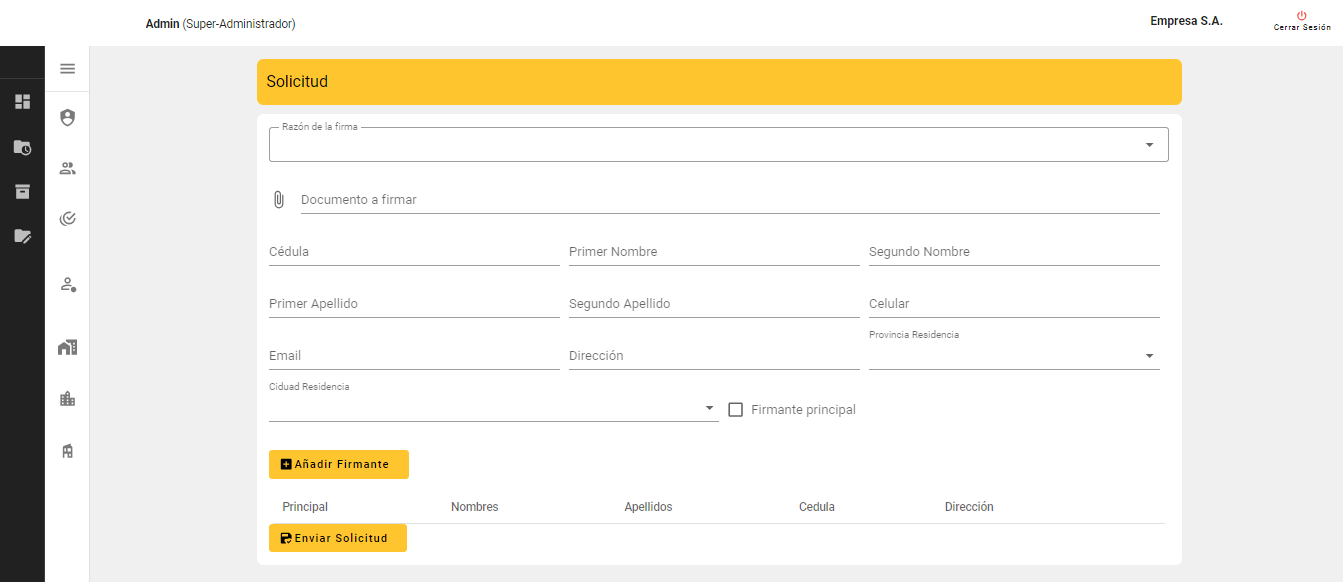 Admin (Super-Administrador)
Empresa S.A.
Cerrar Sesión
Solicitud
Razón de la firma
Documento a firmar
Cédula Primer Nombre Segundo Nombre
Primer Apellido Segundo Apellido Celular
Provincia Residencia
Email Dirección
Ciduad Residencia
Firmante principal
Añadir Firmante
Principal Nombres Apellidos Cedula Dirección
Enviar Solicitud